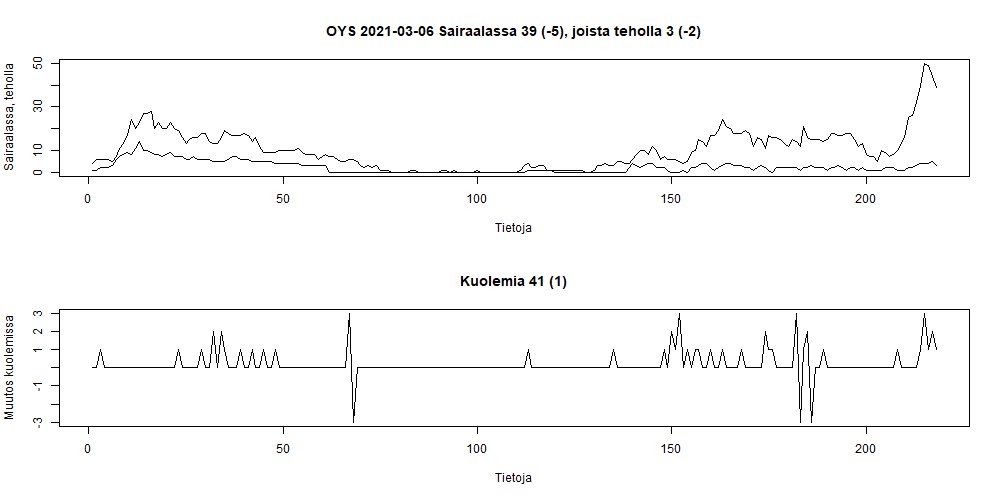 OYS 2021-03-06 Sairaalassa 39 (-5), joista teholla 3 (-2)
Sairaalassa, teholla
50
30
10
0
0 50 100 150 200
Tietoja
Kuolemia 41 (1)
Muutos kuolemissa
3
2
1
-1
-3
0 50 100 150 200
Tietoja